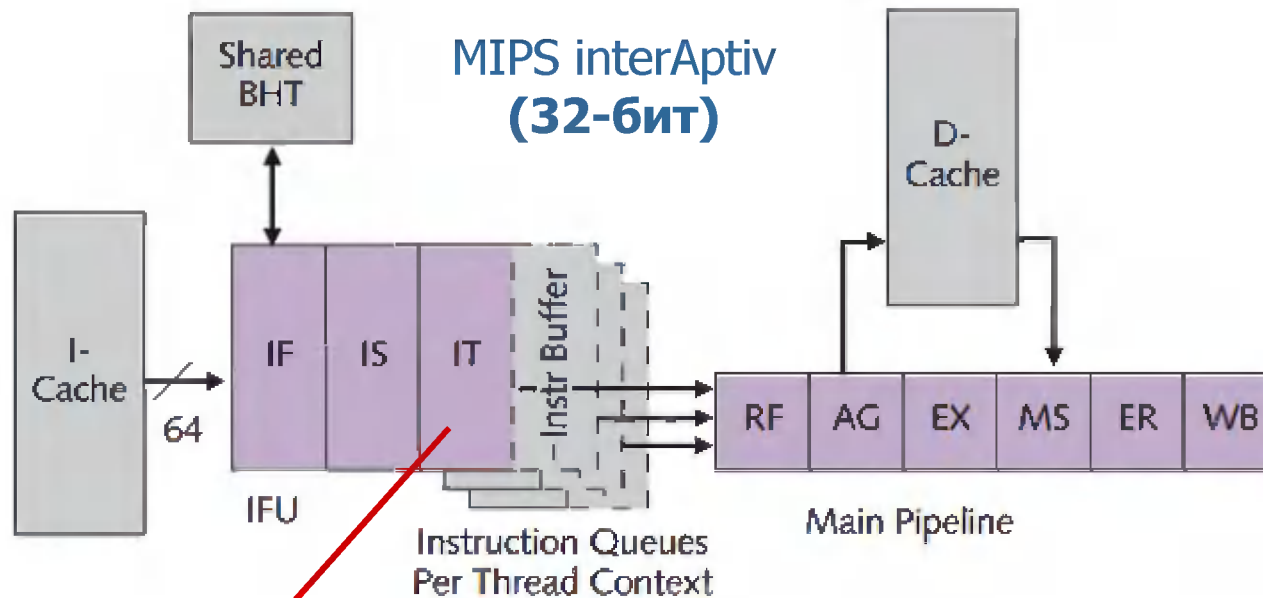 MIPS interAptiv
(32-бит)
Shared
BHT
D-
Cache
I-
Cache
64
IF
IS
IT
Instr Buffer
RF
AG
EX
MS
ER
WB
IFU
Main Pipeline
Instruction Queues
Per Thread Context